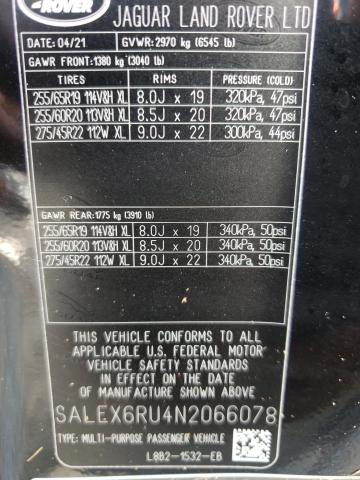 ROVER
JAGUAR LAND ROVER LTD
DATE: 04/21 GVWR: 2970 kg (6545 lb)
GAWR FRONT: 1380 kg (3040 lb)
TIRES RIMS PRESSURE (COLD)
255/65R19 114V&H XL 8.0J x 19 320kPa, 47psi
255/60R20 113V&H XL 8.5J x 20 320kPa, 47psi
275/45R22 112W XL 9.0J x 22 300kPa, 44psi
GAWR REAR: 1775 kg (3910 lb)
255/65R19 114V&H XL 8.0J x 19 340kPa, 50psi
255/60R20 113V&H XL 8.5J x 20 340kPa, 50psi
275/45R22 112W XL 9.0J x 22 340kPa, 50psi
THIS VEHICLE CONFORMS TO ALL
APPLICABLE U.S. FEDERAL MOTOR
VEHICLE SAFETY STANDARDS
IN EFFECT ON THE DATE
OF MANUFACTURE SHOWN ABOVE
SALEX6RU4N2066078
TYPE: MULTI-PURPOSE PASSENGER VEHICLE
L8B2-1532-EB